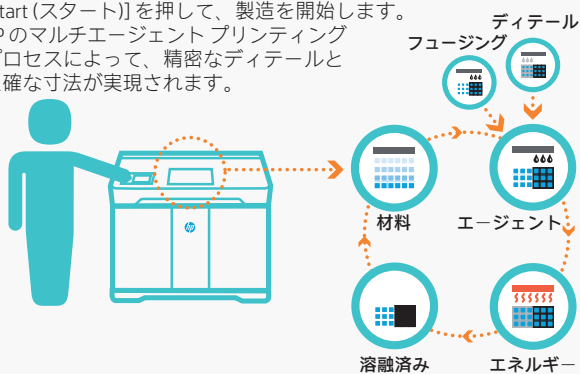 tart (スタート)] を押して、製造を開始します。
P のマルチエージェント プリンティング
プロセスによって、精密なディテールと
確な寸法が実現されます。
ディテール
フュージング
hp
材料
エージェント
溶融済み
エネルギー